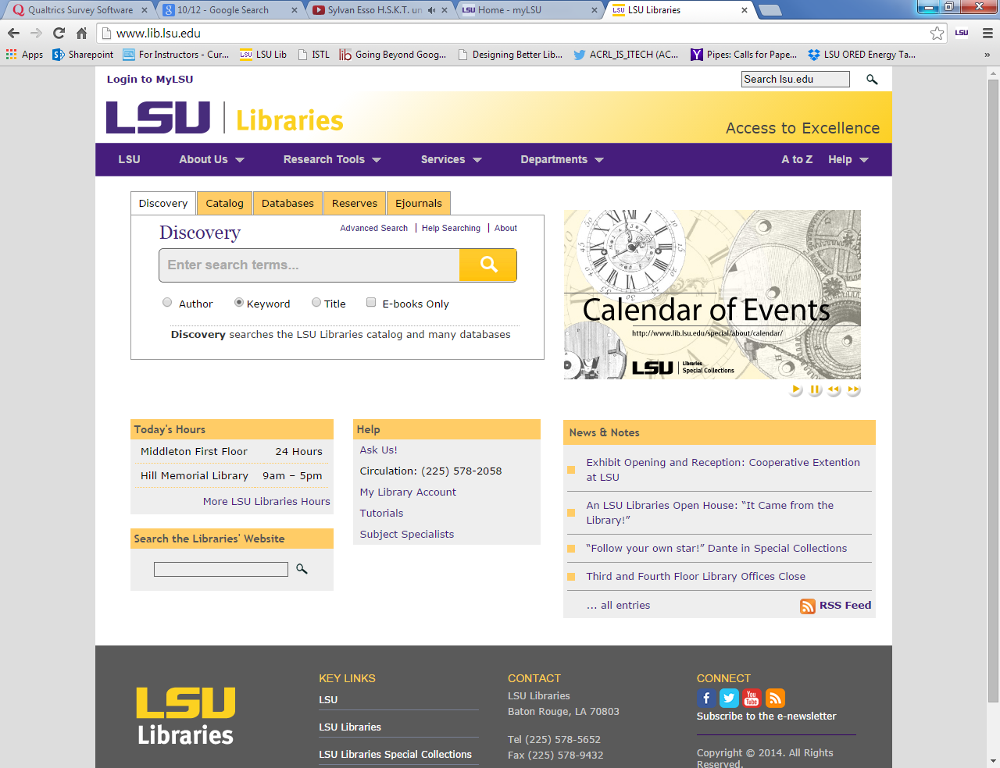 Qualtrics Survey Software
10/12 - Google Search
Sylvan Esso H.S.K.T. un
Home - myLSU
LSU Libraries
www.lib.lsu.edu
Apps
Sharepoint
For Instructors - Cur...
LSU Lib
ISTL
Going Beyond Goog...
Designing Better Lib...
ACRL_IS_ITECH (AC...
Pipes: Calls for Pape...
LSU ORED Energy Ta...
Login to MyLSU
Search lsu.edu
LSU Libraries
Access to Excellence
LSU
About Us
Research Tools
Services
Departments
A to Z
Help
Discovery
Catalog
Databases
Reserves
Ejournals
Discovery
Advanced Search
Help Searching
About
Enter search terms...
Author
Keyword
Title
E-books Only
Discovery searches the LSU Libraries catalog and many databases
Calendar of Events
http://www.lib.lsu.edu/special/about/calendar/
LSU
Libraries
Special Collections
Today's Hours
Middleton First Floor 24 Hours
Hill Memorial Library 9am – 5pm
More LSU Libraries Hours
Search the Libraries' Website
Help
Ask Us!
Circulation: (225) 578-2058
My Library Account
Tutorials
Subject Specialists
News & Notes
Exhibit Opening and Reception: Cooperative Extention
at LSU
An LSU Libraries Open House: “It Came from the
Library!”
“Follow your own star!” Dante in Special Collections
Third and Fourth Floor Library Offices Close
... all entries
RSS Feed
LSU
Libraries
KEY LINKS
LSU
LSU Libraries
LSU Libraries Special Collections
CONTACT
LSU Libraries
Baton Rouge, LA 70803
Tel (225) 578-5652
Fax (225) 578-9432
CONNECT
You Tube
Subscribe to the e-newsletter
Copyright © 2014. All Rights
Reserved.